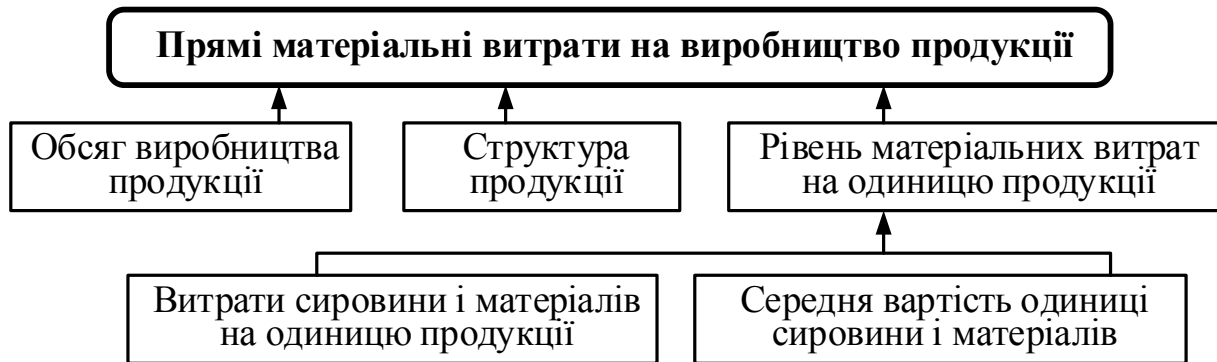 Прямі матеріальні витрати на виробництво продукції
Обсяг виробництва
продукції
Структура
продукції
Рівень матеріальних витрат
на одиницю продукції
Витрати сировини і матеріалів
на одиницю продукції
Середня вартість одиниці
сировини і матеріалів